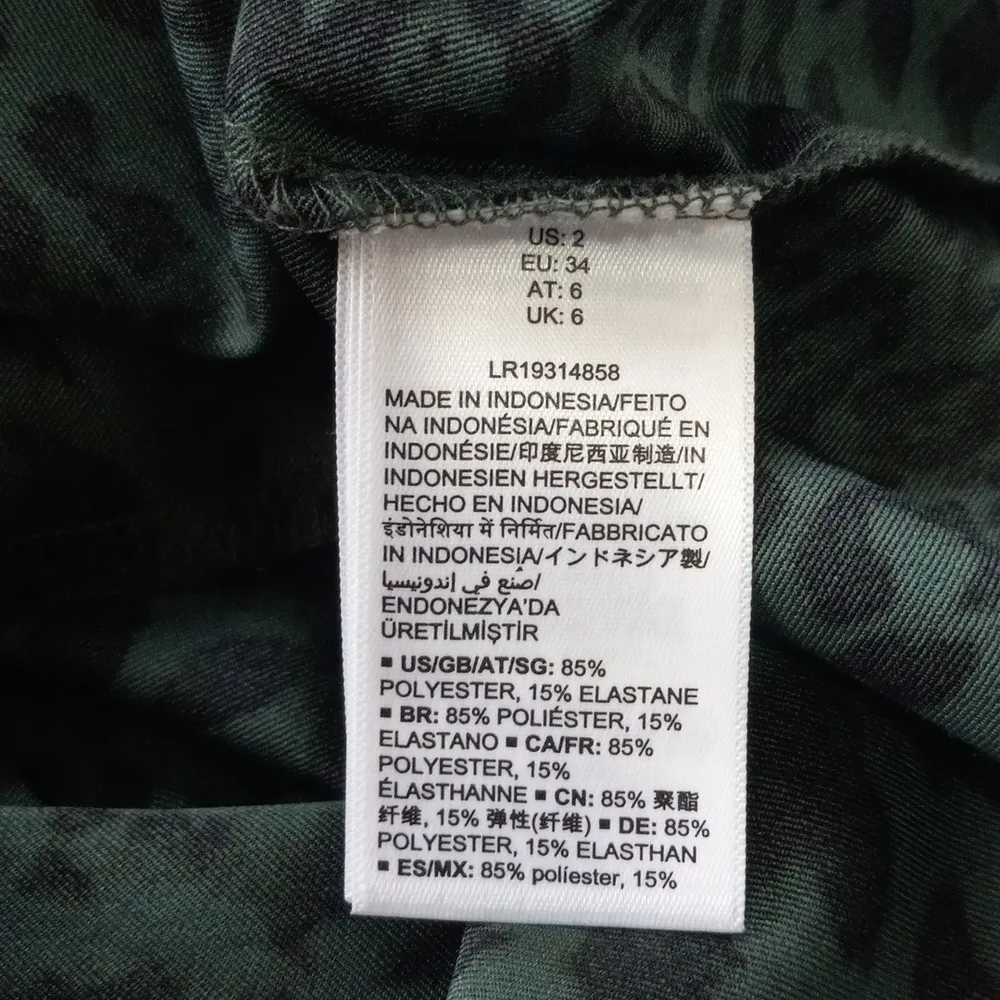 US: 2
EU: 34
AT: 6
UK: 6
LR19314858
MADE IN INDONESIA/FEITO
NA INDONÉSIA/FABRIQUÉ EN
INDONÉSIE/印度尼西亚制造/IN
INDONESIEN HERGESTELLT/
HECHO EN INDONESIA/
इंडोनेशिया में निर्मित/FABBRICATO
IN INDONESIA/インドネシア製/
صُنع في إندونيسيا/
ENDONEZYA'DA
ÜRETİLMİŞTİR
▪ US/GB/AT/SG: 85%
POLYESTER, 15% ELASTANE
▪ BR: 85% POLIÉSTER, 15%
ELASTANO ▪ CA/FR: 85%
POLYESTER, 15%
ÉLASTHANNE ▪ CN: 85% 聚酯
纤维, 15% 弹性(纤维) ▪ DE: 85%
POLYESTER, 15% ELASTHAN
▪ ES/MX: 85% políester, 15%